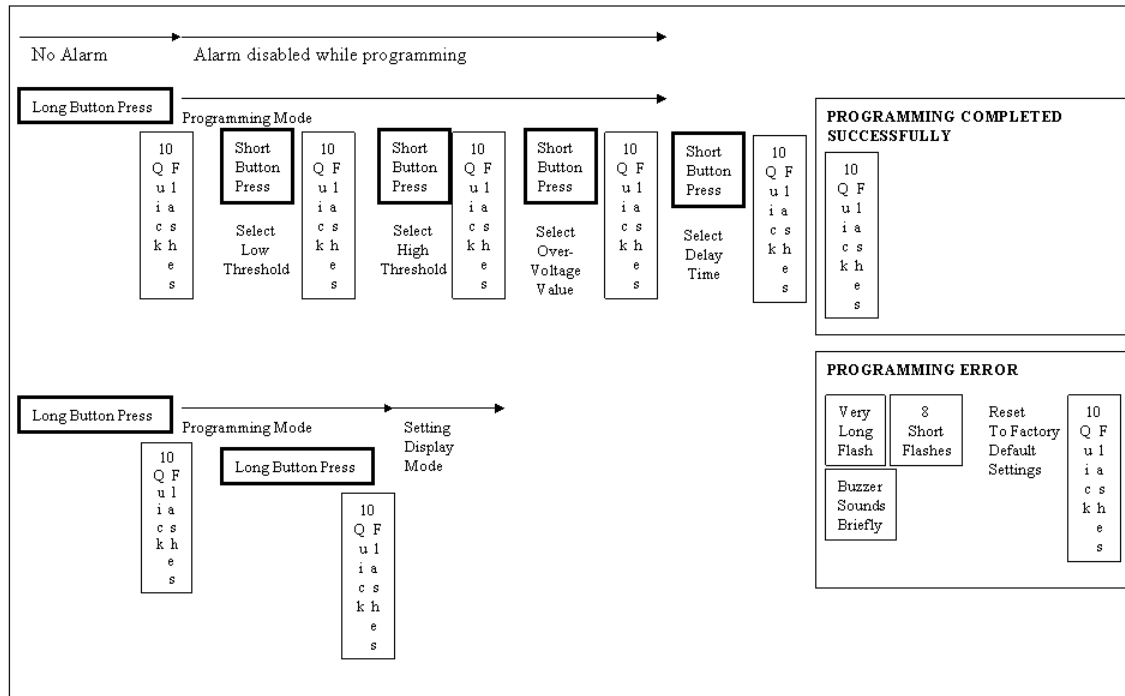 No Alarm
Alarm disabled while programming
Long Button Press
Programming Mode
10
Quick
Flashes
Short
Button
Press
Select
Low
Threshold
10
Quick
Flashes
Short
Button
Press
Select
High
Threshold
10
Quick
Flashes
Short
Button
Press
Select
Over-
Voltage
Value
10
Quick
Flashes
Short
Button
Press
Select
Delay
Time
10
Quick
Flashes
PROGRAMMING COMPLETED
SUCCESSFULLY
10
Quick
Flashes
Long Button Press
Programming Mode
10
Quick
Flashes
Long Button Press
10
Quick
Flashes
Setting
Display
Mode
PROGRAMMING ERROR
Very
Long
Flash
8
Short
Flashes
Buzzer
Sounds
Briefly
Reset
To Factory
Default
Settings
10
Quick
Flashes